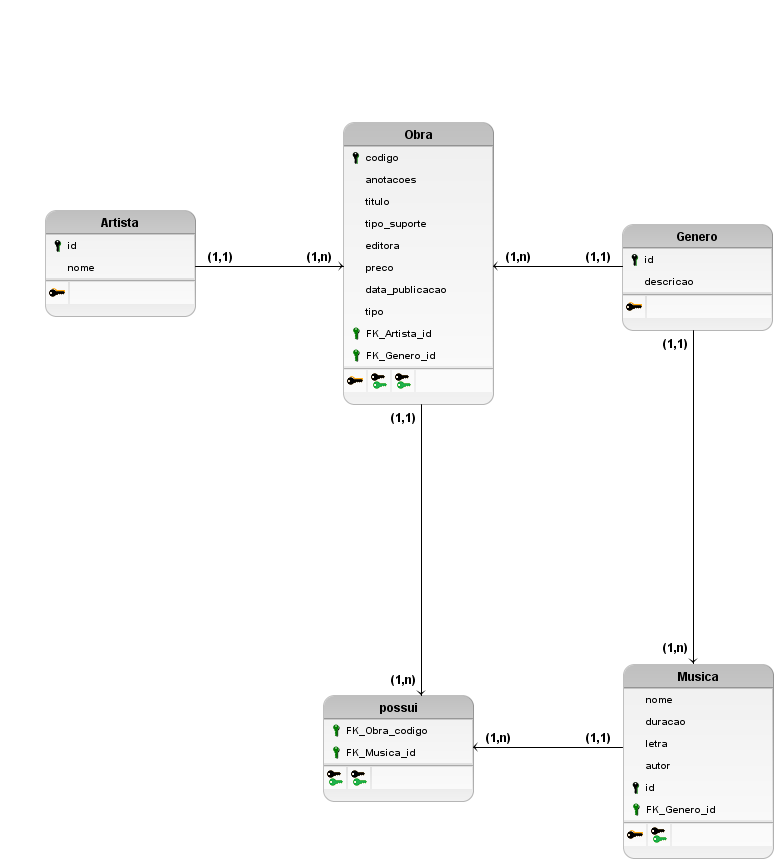 Obra
codigo
anotacoes
titulo
tipo_suporte
editora
preco
data_publicacao
tipo
FK_Artista_id
FK_Genero_id
Artista
id
nome
(1,1)
(1,n)
(1,n)
(1,1)
Genero
id
descricao
(1,1)
(1,n)
(1,1)
(1,n)
possui
FK_Obra_codigo
FK_Musica_id
(1,n)
(1,1)
Musica
nome
duracao
letra
autor
id
FK_Genero_id